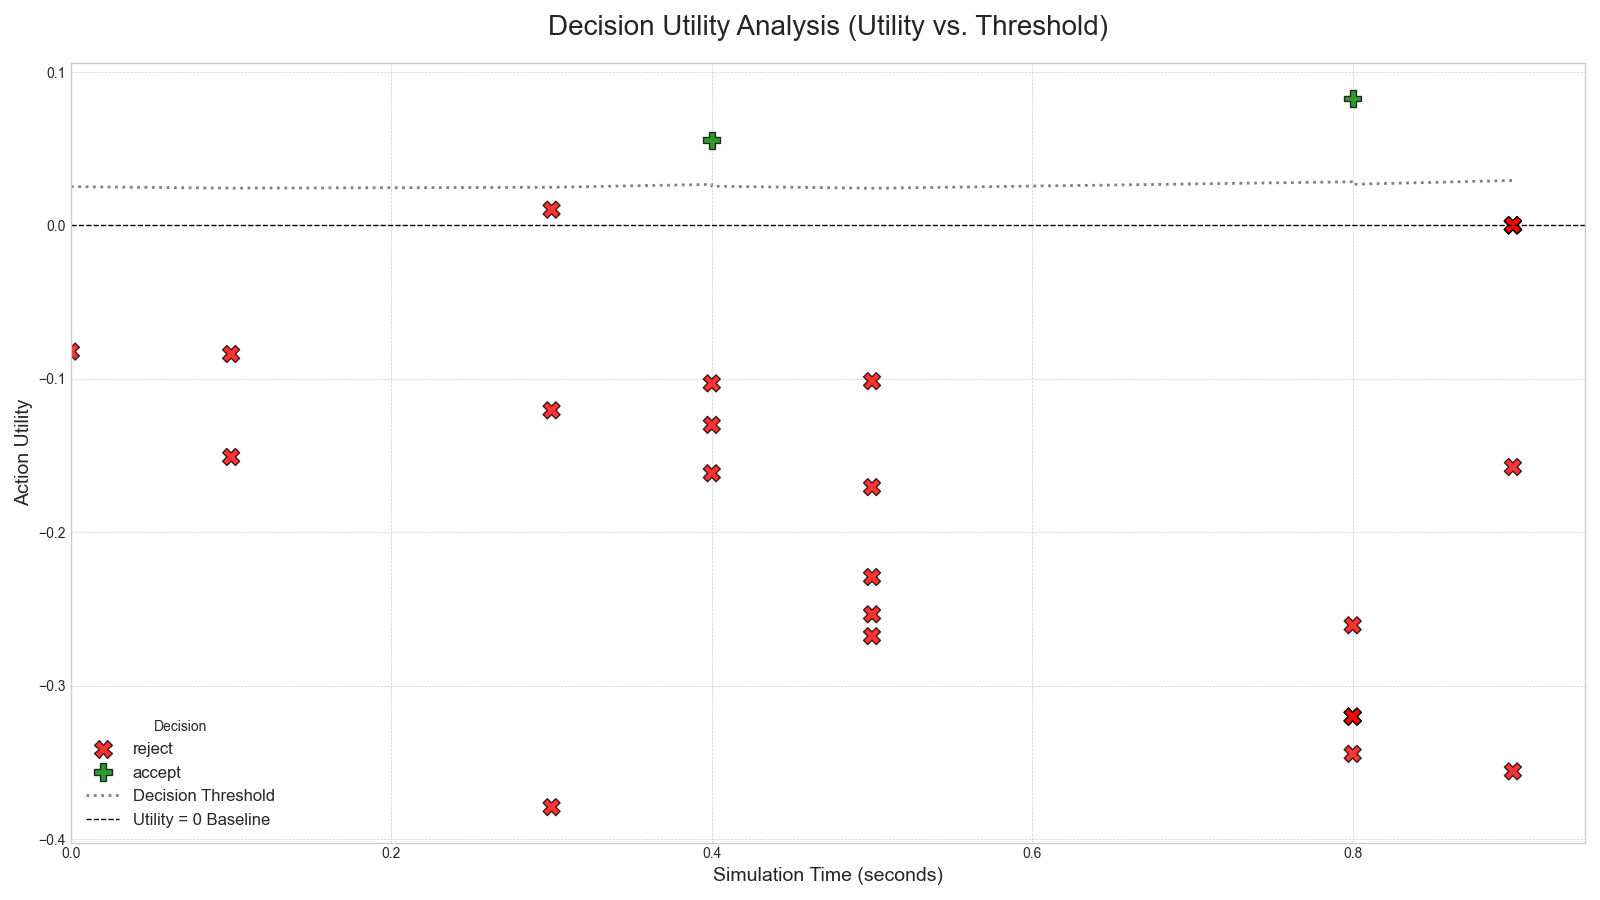 Decision Utility Analysis (Utility vs. Threshold)
0.1
0.0
−0.1
−0.2
−0.3
−0.4
Action Utility
Decision
reject
accept
Decision Threshold
Utility = 0 Baseline
0.0 0.2 0.4 0.6 0.8
Simulation Time (seconds)